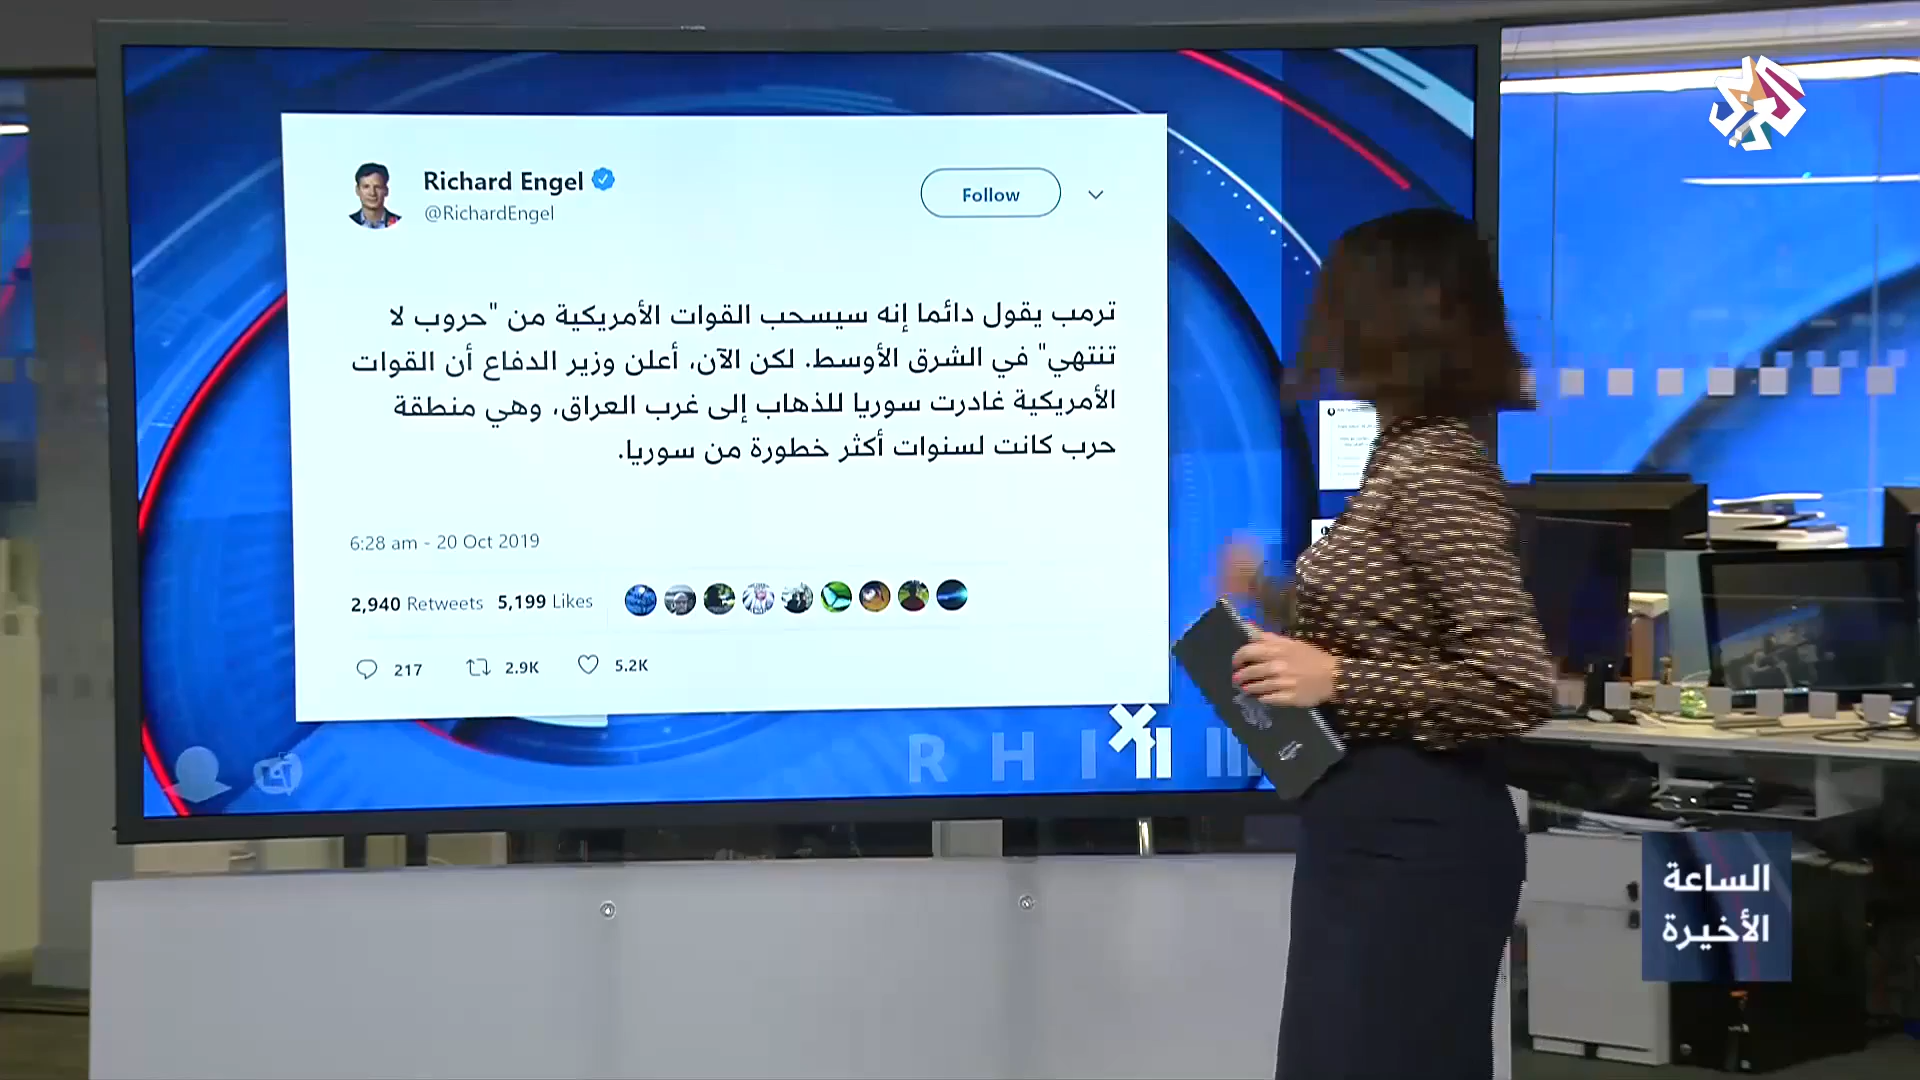 Richard Engel
@RichardEngel
Follow
ترمب يقول دائما إنه سيسحب القوات الأمريكية من "حروب لا
تنتهي" في الشرق الأوسط. لكن الآن، أعلن وزير الدفاع أن القوات
الأمريكية غادرت سوريا للذهاب إلى غرب العراق، وهي منطقة
حرب كانت لسنوات أكثر خطورة من سوريا.
6:28 am - 20 Oct 2019
2,940 Retweets 5,199 Likes
217 2.9K 5.2K
R H I
الساعة
الأخيرة